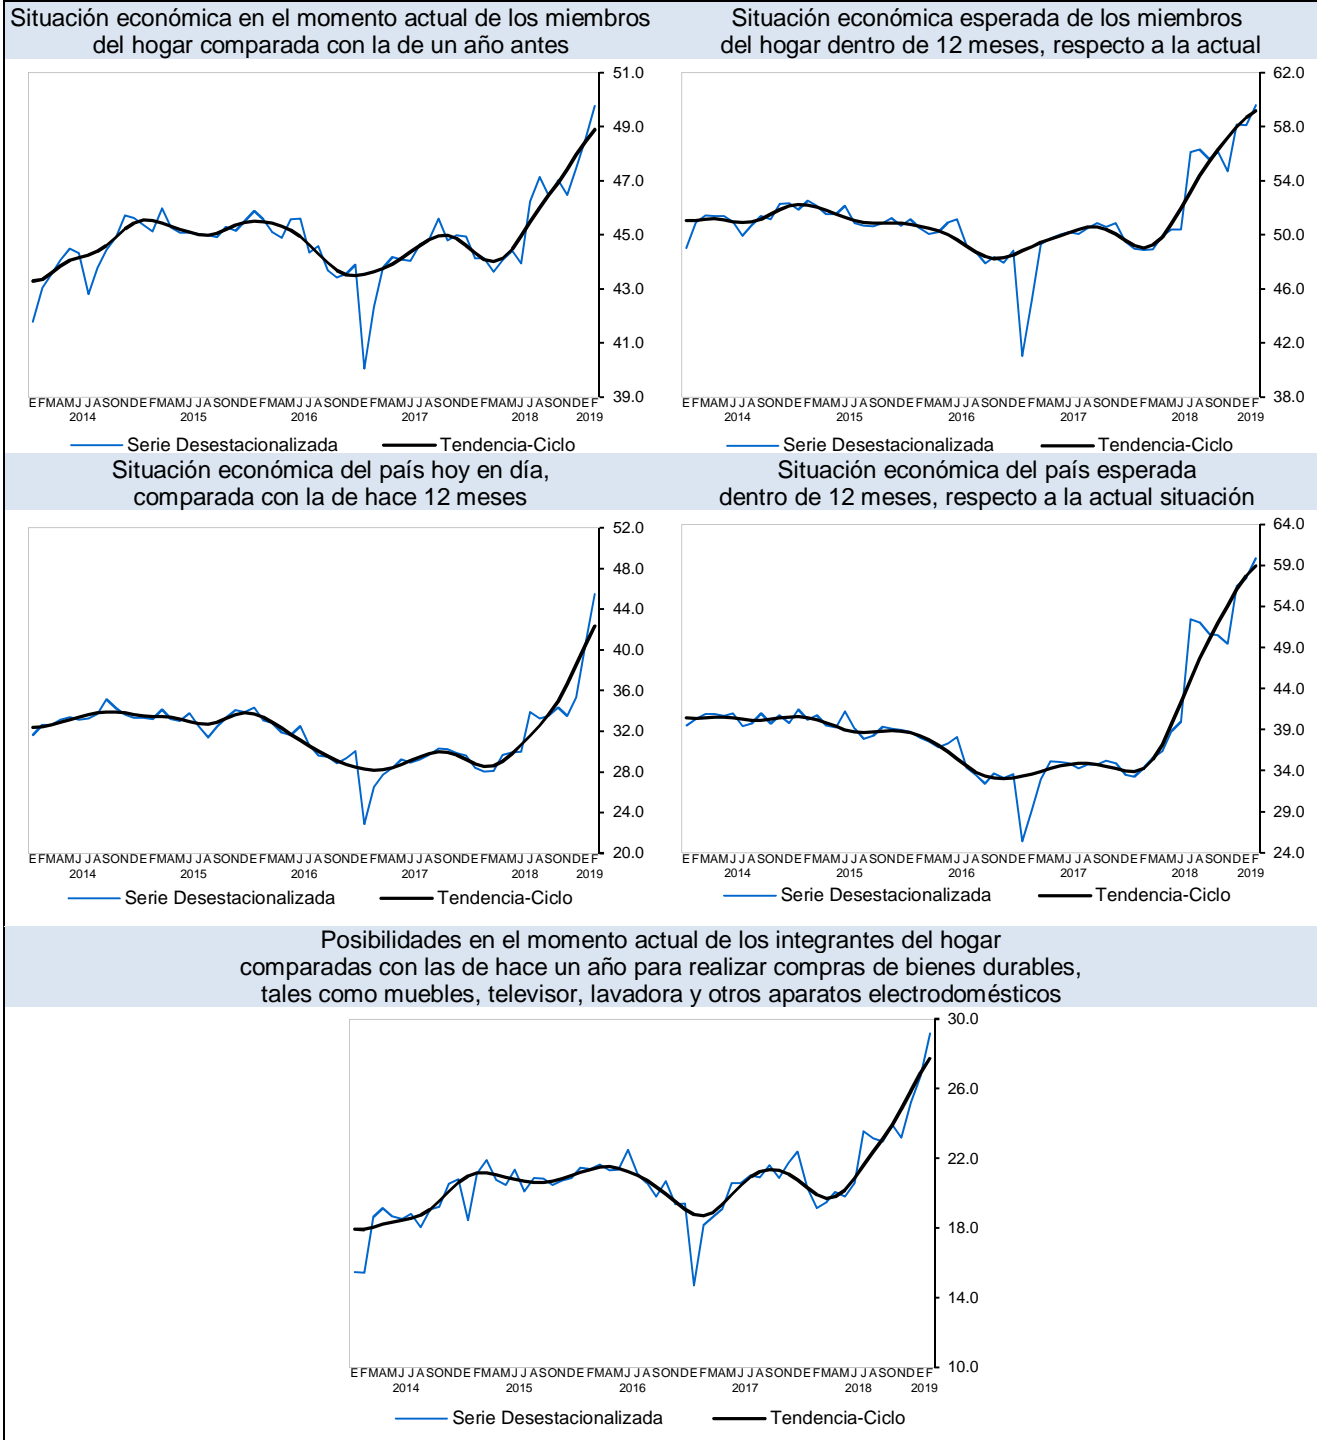 Situación económica en el momento actual de los miembros
del hogar comparada con la de un año antes
Situación económica esperada de los miembros
del hogar dentro de 12 meses, respecto a la actual
51.0
49.0
47.0
45.0
43.0
41.0
39.0
EFMAMJJASONDEFMAMJJASONDEFMAMJJASONDEFMAMJJASONDEFMAMJJASONDEF
2014 2015 2016 2017 2018 2019
Serie Desestacionalizada Tendencia-Ciclo
62.0
58.0
54.0
50.0
46.0
42.0
38.0
EFMAMJJASONDEFMAMJJASONDEFMAMJJASONDEFMAMJJASONDEFMAMJJASONDEF
2014 2015 2016 2017 2018 2019
Serie Desestacionalizada Tendencia-Ciclo
Situación económica del país hoy en día,
comparada con la de hace 12 meses
Situación económica del país esperada
dentro de 12 meses, respecto a la actual situación
52.0
48.0
44.0
40.0
36.0
32.0
28.0
24.0
20.0
EFMAMJJASONDEFMAMJJASONDEFMAMJJASONDEFMAMJJASONDEFMAMJJASONDEF
2014 2015 2016 2017 2018 2019
Serie Desestacionalizada Tendencia-Ciclo
64.0
59.0
54.0
49.0
44.0
39.0
34.0
29.0
24.0
EFMAMJJASONDEFMAMJJASONDEFMAMJJASONDEFMAMJJASONDEFMAMJJASONDEF
2014 2015 2016 2017 2018 2019
Serie Desestacionalizada Tendencia-Ciclo
Posibilidades en el momento actual de los integrantes del hogar
comparadas con las de hace un año para realizar compras de bienes durables,
tales como muebles, televisor, lavadora y otros aparatos electrodomésticos
30.0
26.0
22.0
18.0
14.0
10.0
EFMAMJJASONDEFMAMJJASONDEFMAMJJASONDEFMAMJJASONDEFMAMJJASONDEF
2014 2015 2016 2017 2018 2019
Serie Desestacionalizada Tendencia-Ciclo